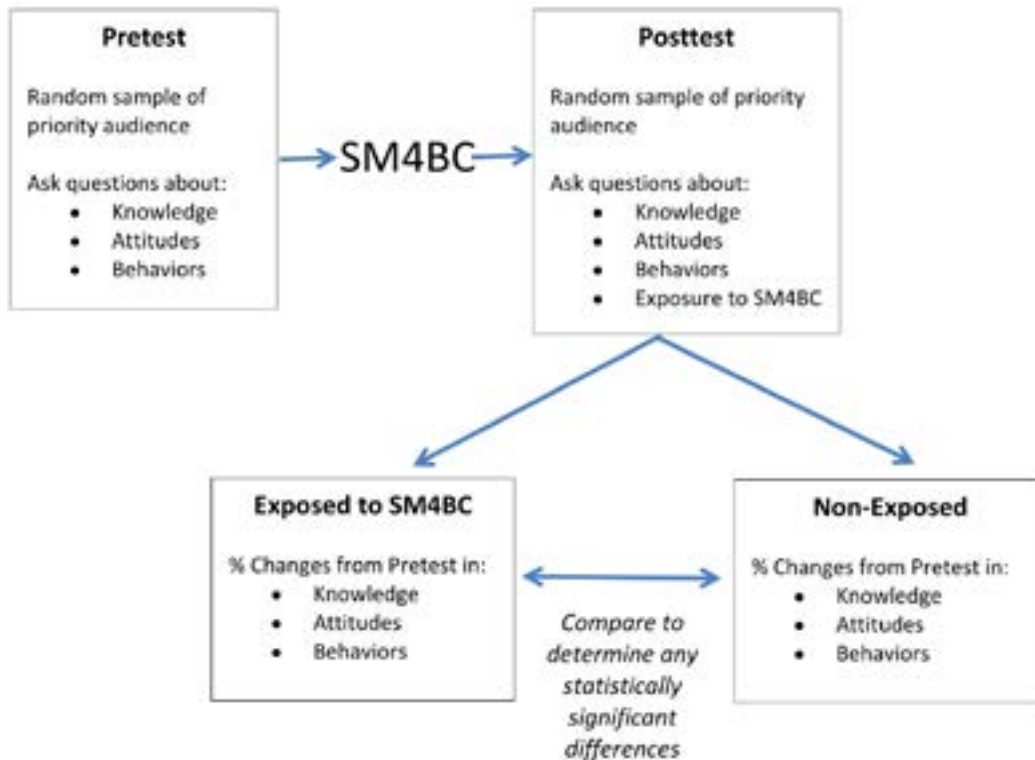 Pretest
Random sample of
priority audience
Ask questions about:
• Knowledge
• Attitudes
• Behaviors
SM4BC
Posttest
Random sample of priority
audience
Ask questions about:
• Knowledge
• Attitudes
• Behaviors
• Exposure to SM4BC
Exposed to SM4BC
% Changes from Pretest in:
• Knowledge
• Attitudes
• Behaviors
Compare to
determine any
statistically
significant
differences
Non-Exposed
% Changes from Pretest in:
• Knowledge
• Attitudes
• Behaviors